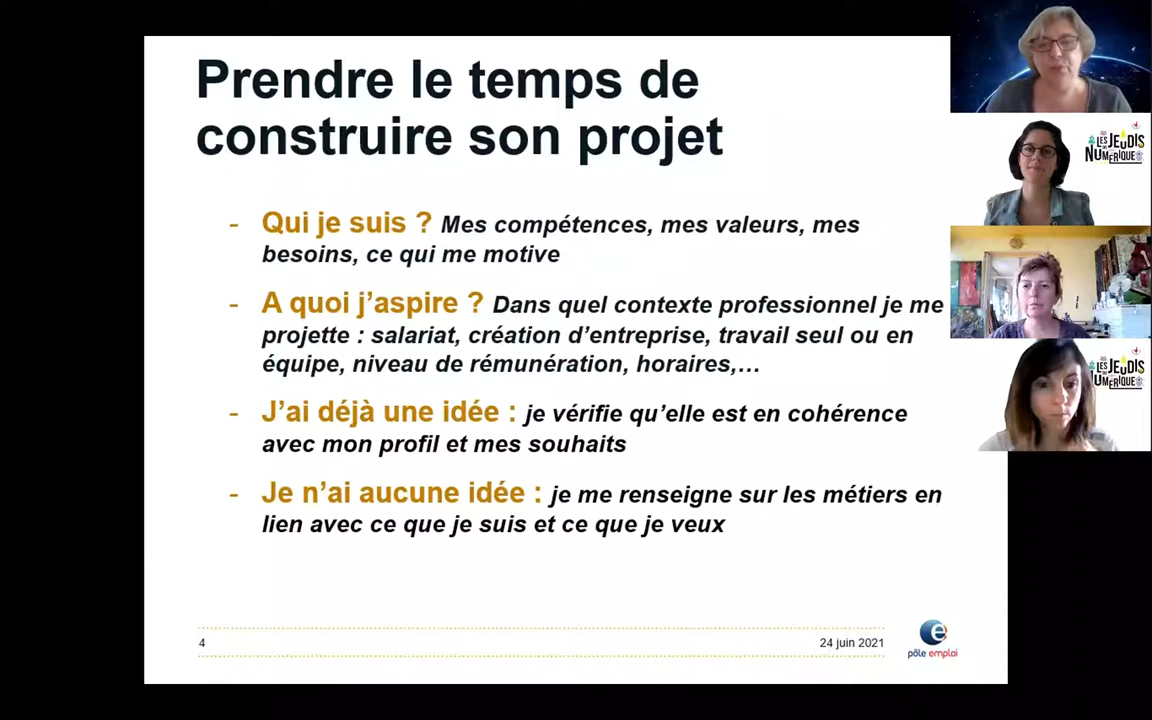 Prendre le temps de
construire son projet
- Qui je suis ? Mes compétences, mes valeurs, mes
besoins, ce qui me motive
- A quoi j’aspire ? Dans quel contexte professionnel je me
projette : salariat, création d’entreprise, travail seul ou en
équipe, niveau de rémunération, horaires,…
- J’ai déjà une idée : je vérifie qu’elle est en cohérence
avec mon profil et mes souhaits
- Je n’ai aucune idée : je me renseigne sur les métiers en
lien avec ce que je suis et ce que je veux
4
24 juin 2021
pôle emploi
LES JEUDIS
NUMÉRIQUES
LES JEUDIS
NUMÉRIQUES